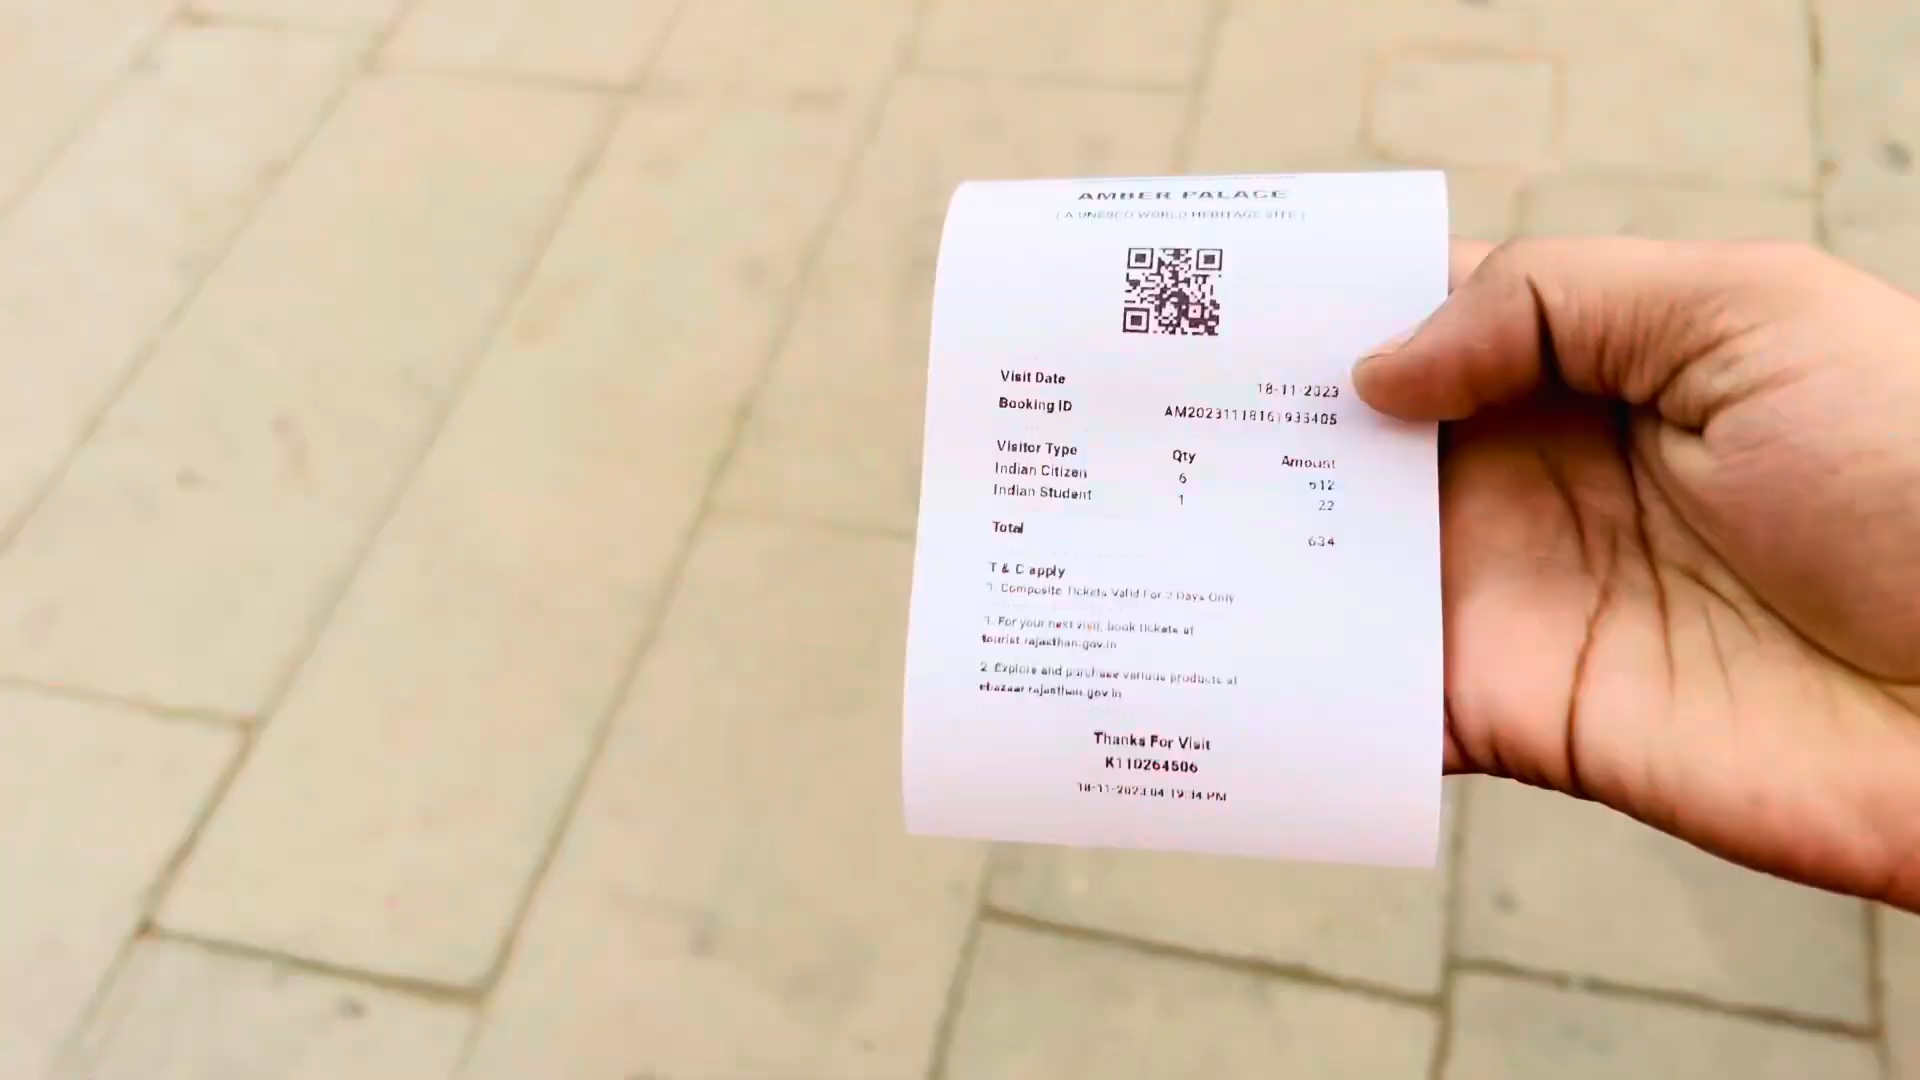 AMBER PALACE
( A UNESCO WORLD HERITAGE SITE )
Visit Date 18-11-2023
Booking ID
Visitor Type Qty Amount
Indian Citizen 6 612
Indian Student 1 22
Total 634
T & C apply
1. Composite Tickets Valid For 2 Days Only
1. For your next visit, book tickets at
tourist.rajasthan.gov.in
2. Explore and purchase various products at
ebazaar.rajasthan.gov.in
Thanks For Visit
K110264506
18-11-2023 04:19:34 PM